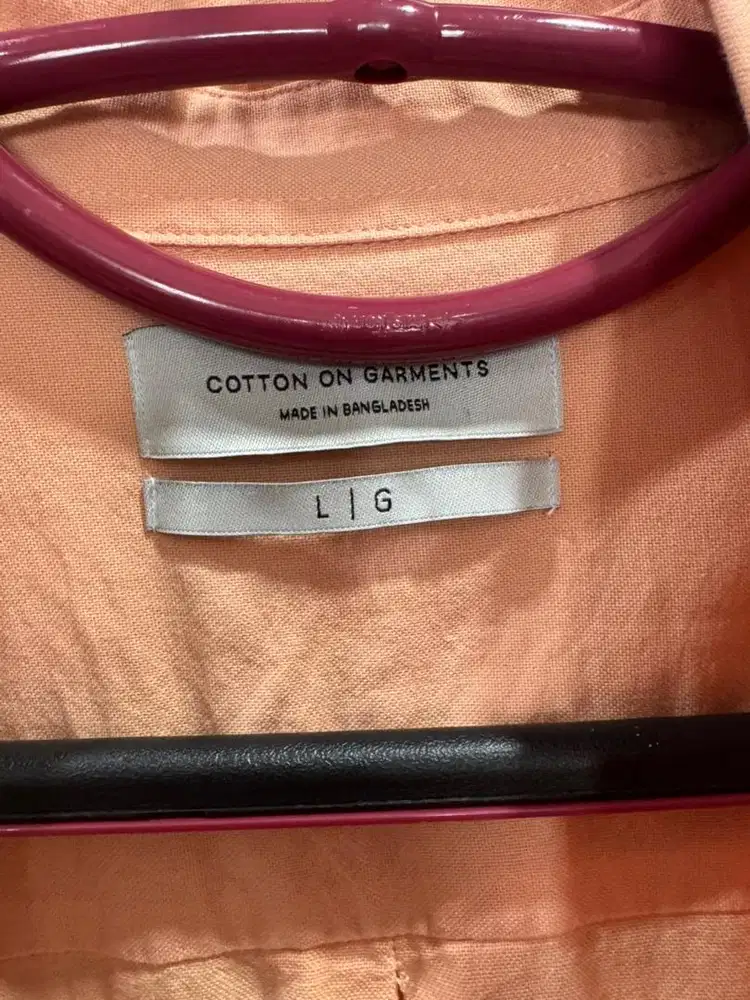 COTTON ON GARMENTS
MADE IN BANGLADESH
L | G